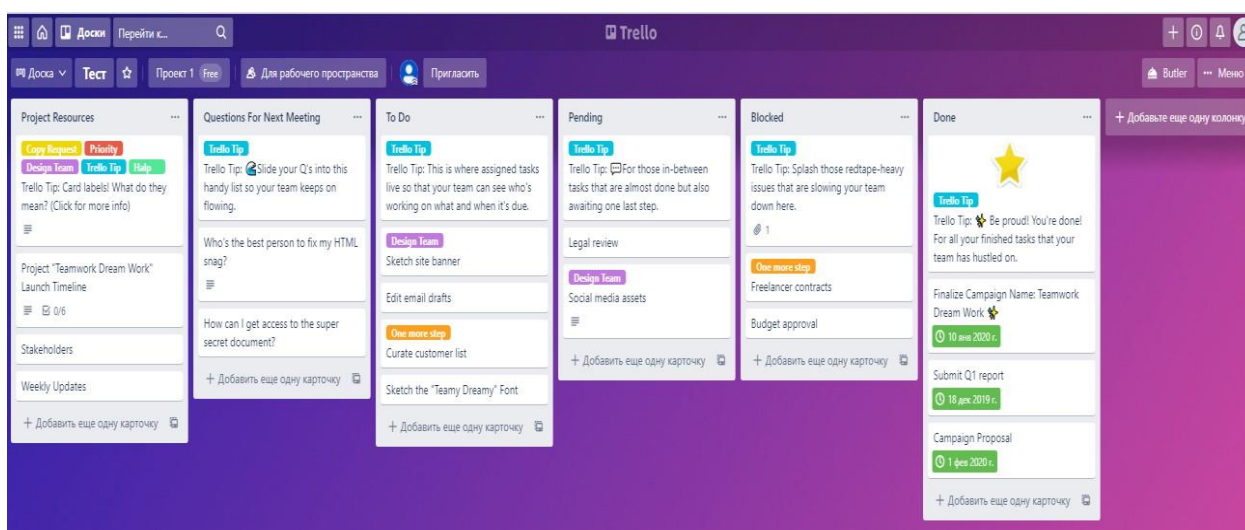 Доски
Перейти к...
Trello
Доска
Тест
Проект 1 Free
Для рабочего пространства
Пригласить
Butler
Меню
Project Resources
Copy Request Priority
Design Team Trello Tip Halp
Trello Tip: Card labels! What do they
mean? (Click for more info)
Project "Teamwork Dream Work"
Launch Timeline
0/6
Stakeholders
Weekly Updates
+ Добавить еще одну карточку
Questions For Next Meeting
Trello Tip
Trello Tip: Slide your Q's into this
handy list so your team keeps on
flowing.
Who's the best person to fix my HTML
snag?
How can I get access to the super
secret document?
+ Добавить еще одну карточку
To Do
Trello Tip
Trello Tip: This is where assigned tasks
live so that your team can see who's
working on what and when it's due.
Design Team
Sketch site banner
Edit email drafts
One more step
Curate customer list
Sketch the "Teamy Dreamy" Font
+ Добавить еще одну карточку
Pending
Trello Tip
Trello Tip: For those in-between
tasks that are almost done but also
awaiting one last step.
Legal review
Design Team
Social media assets
+ Добавить еще одну карточку
Blocked
Trello Tip
Trello Tip: Splash those redtape-heavy
issues that are slowing your team
down here.
1
One more step
Freelancer contracts
Budget approval
+ Добавить еще одну карточку
Done
Trello Tip
Trello Tip: Be proud! You're done!
For all your finished tasks that your
team has hustled on.
Finalize Campaign Name: Teamwork
Dream Work
10 янв 2020 г.
Submit Q1 report
18 дек 2019 г.
Campaign Proposal
1 фев 2020 г.
+ Добавить еще одну карточку
+ Добавьте еще одну колонку